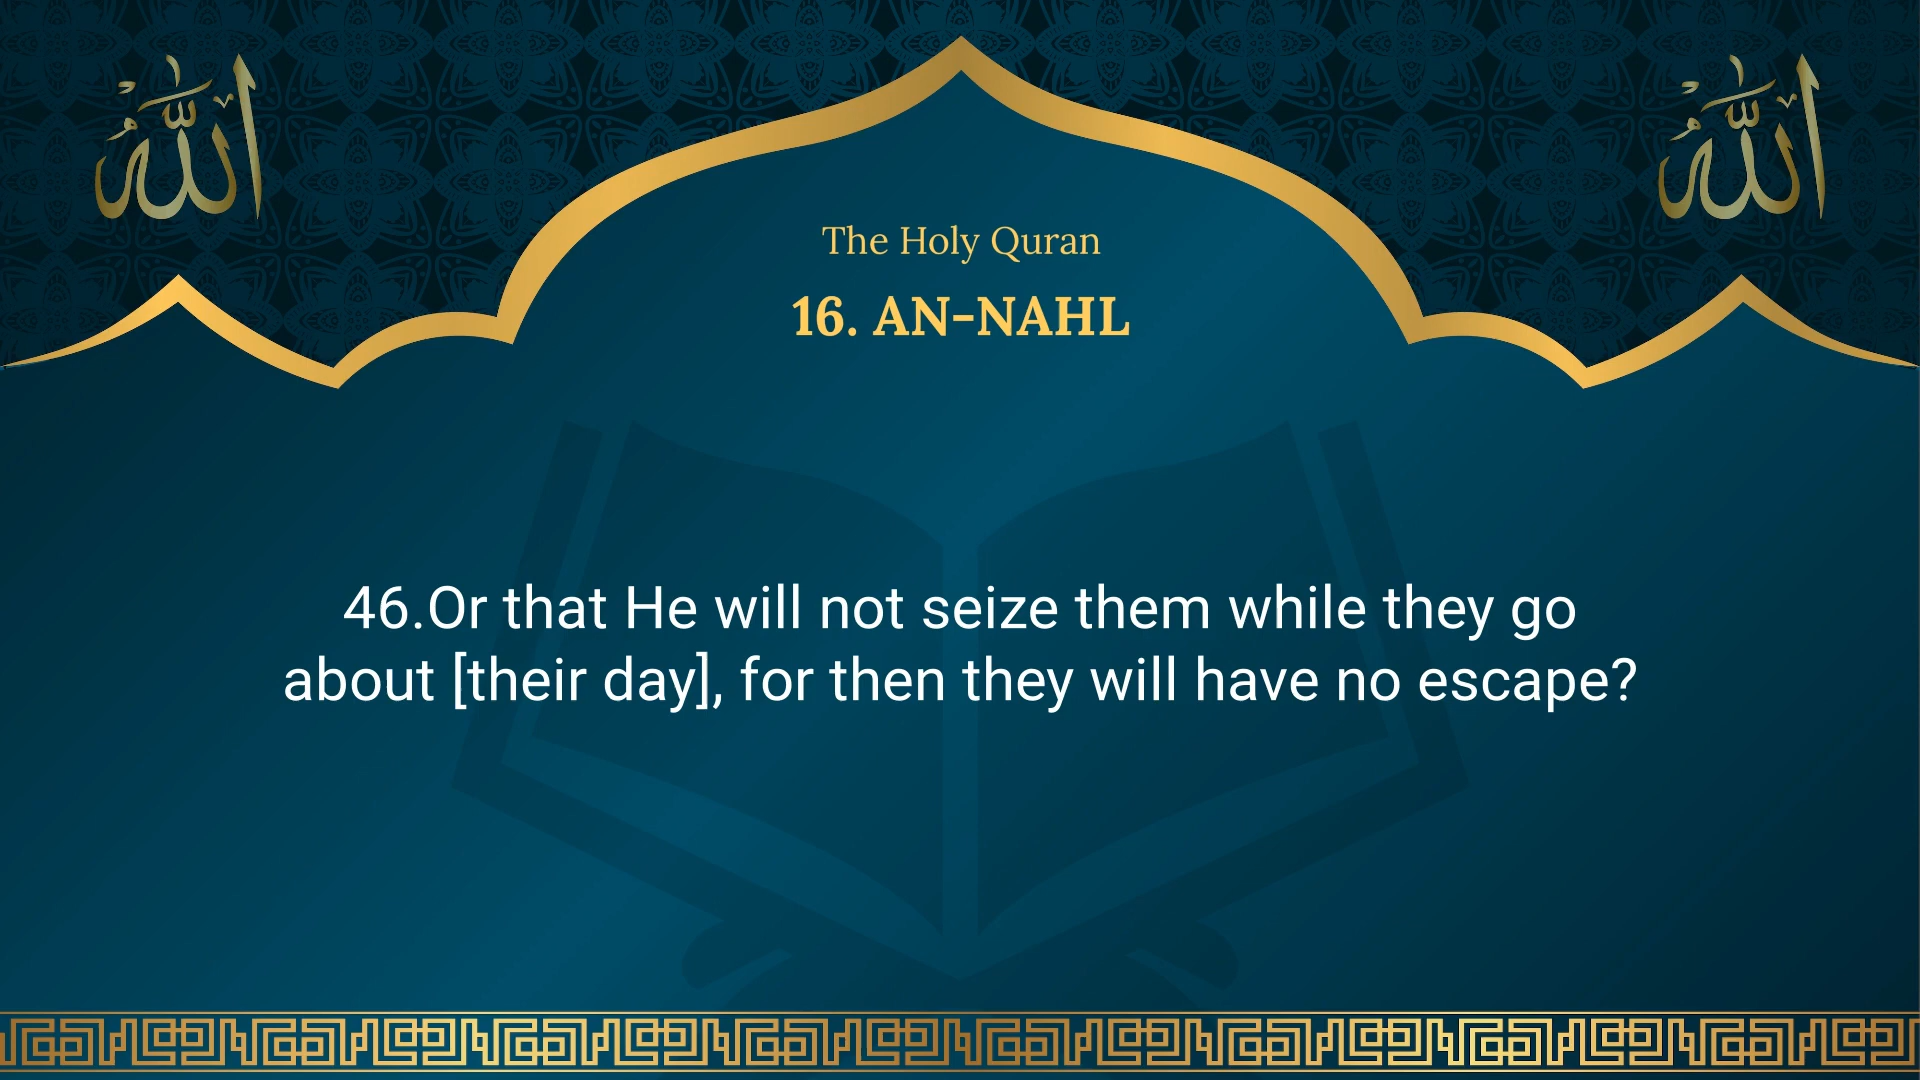 الله
الله
The Holy Quran
16. AN-NAHL
46.Or that He will not seize them while they go
about [their day], for then they will have no escape?